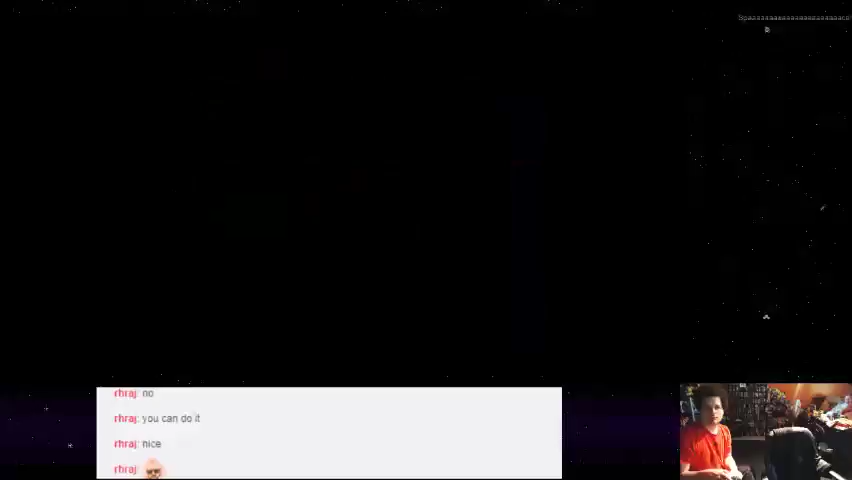 rhraj: no
rhraj: you can do it
rhraj: nice
rhraj: